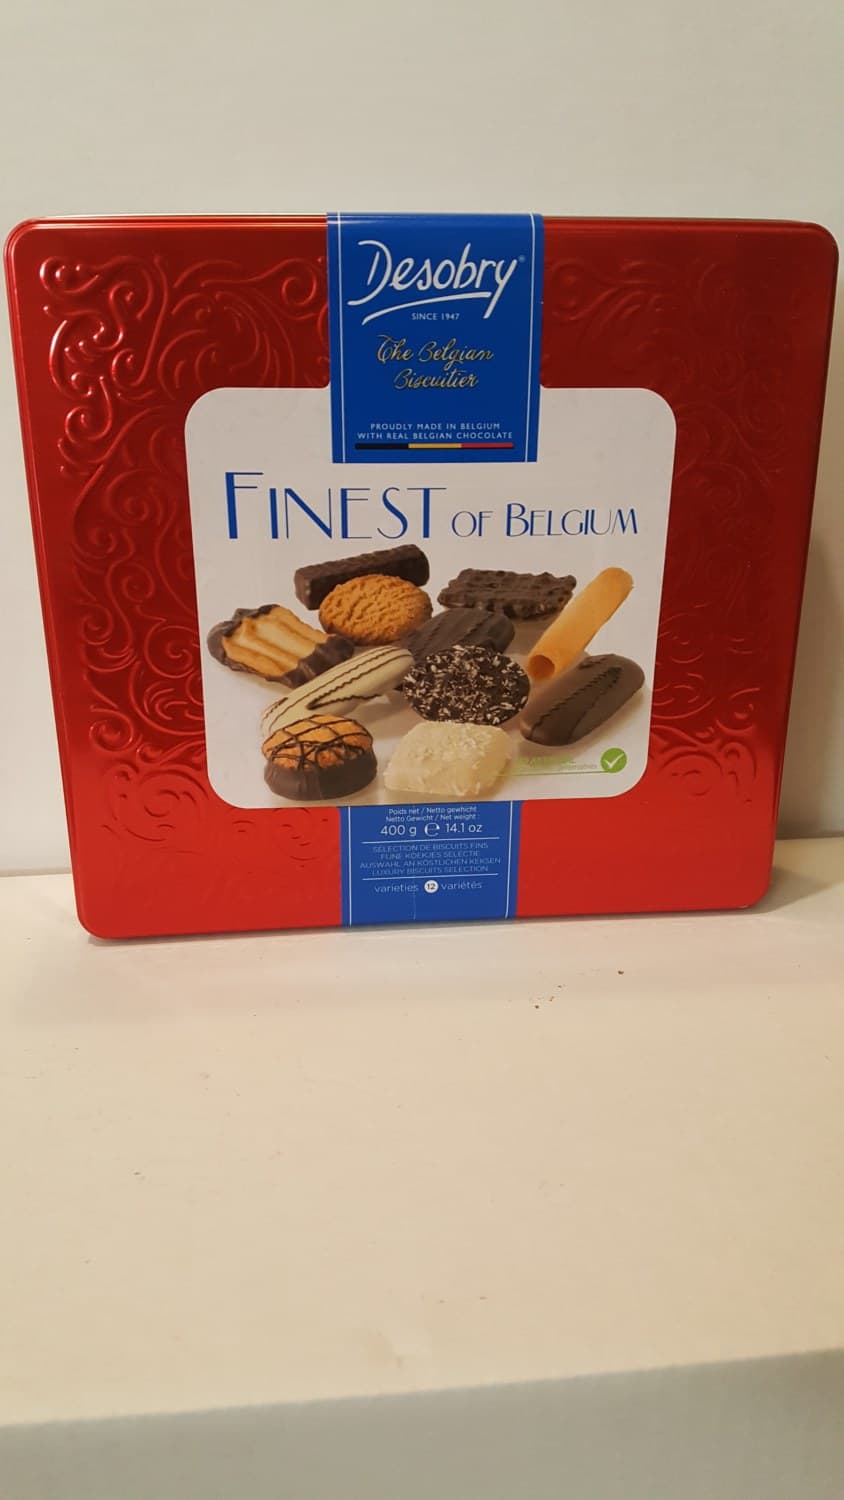 Desobry®
SINCE 1947
The Belgian
Biscuitier
PROUDLY MADE IN BELGIUM
WITH REAL BELGIAN CHOCOLATE
FINEST OF BELGIUM
Poids net / Netto gewicht
Netto Gewicht / Net weight :
400 g ℮ 14.1 oz
SÉLECTION DE BISCUITS FINS
FIJNE KOEKJES SELECTIE
AUSWAHL AN KÖSTLICHEN KEKSEN
LUXURY BISCUITS SELECTION
varieties 12 variétés